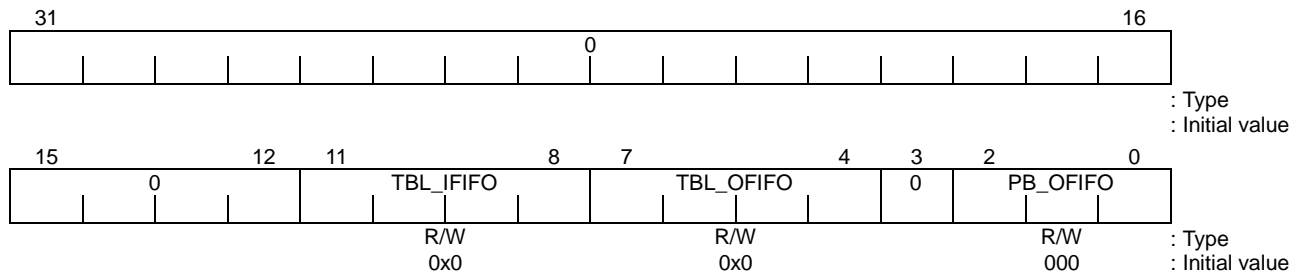 31 16
0
: Type
: Initial value
15 12 11 8 7 4 3 2 0
0 TBL_IFIFO TBL_OFIFO 0 PB_OFIFO
R/W R/W R/W : Type
0x0 0x0 000 : Initial value